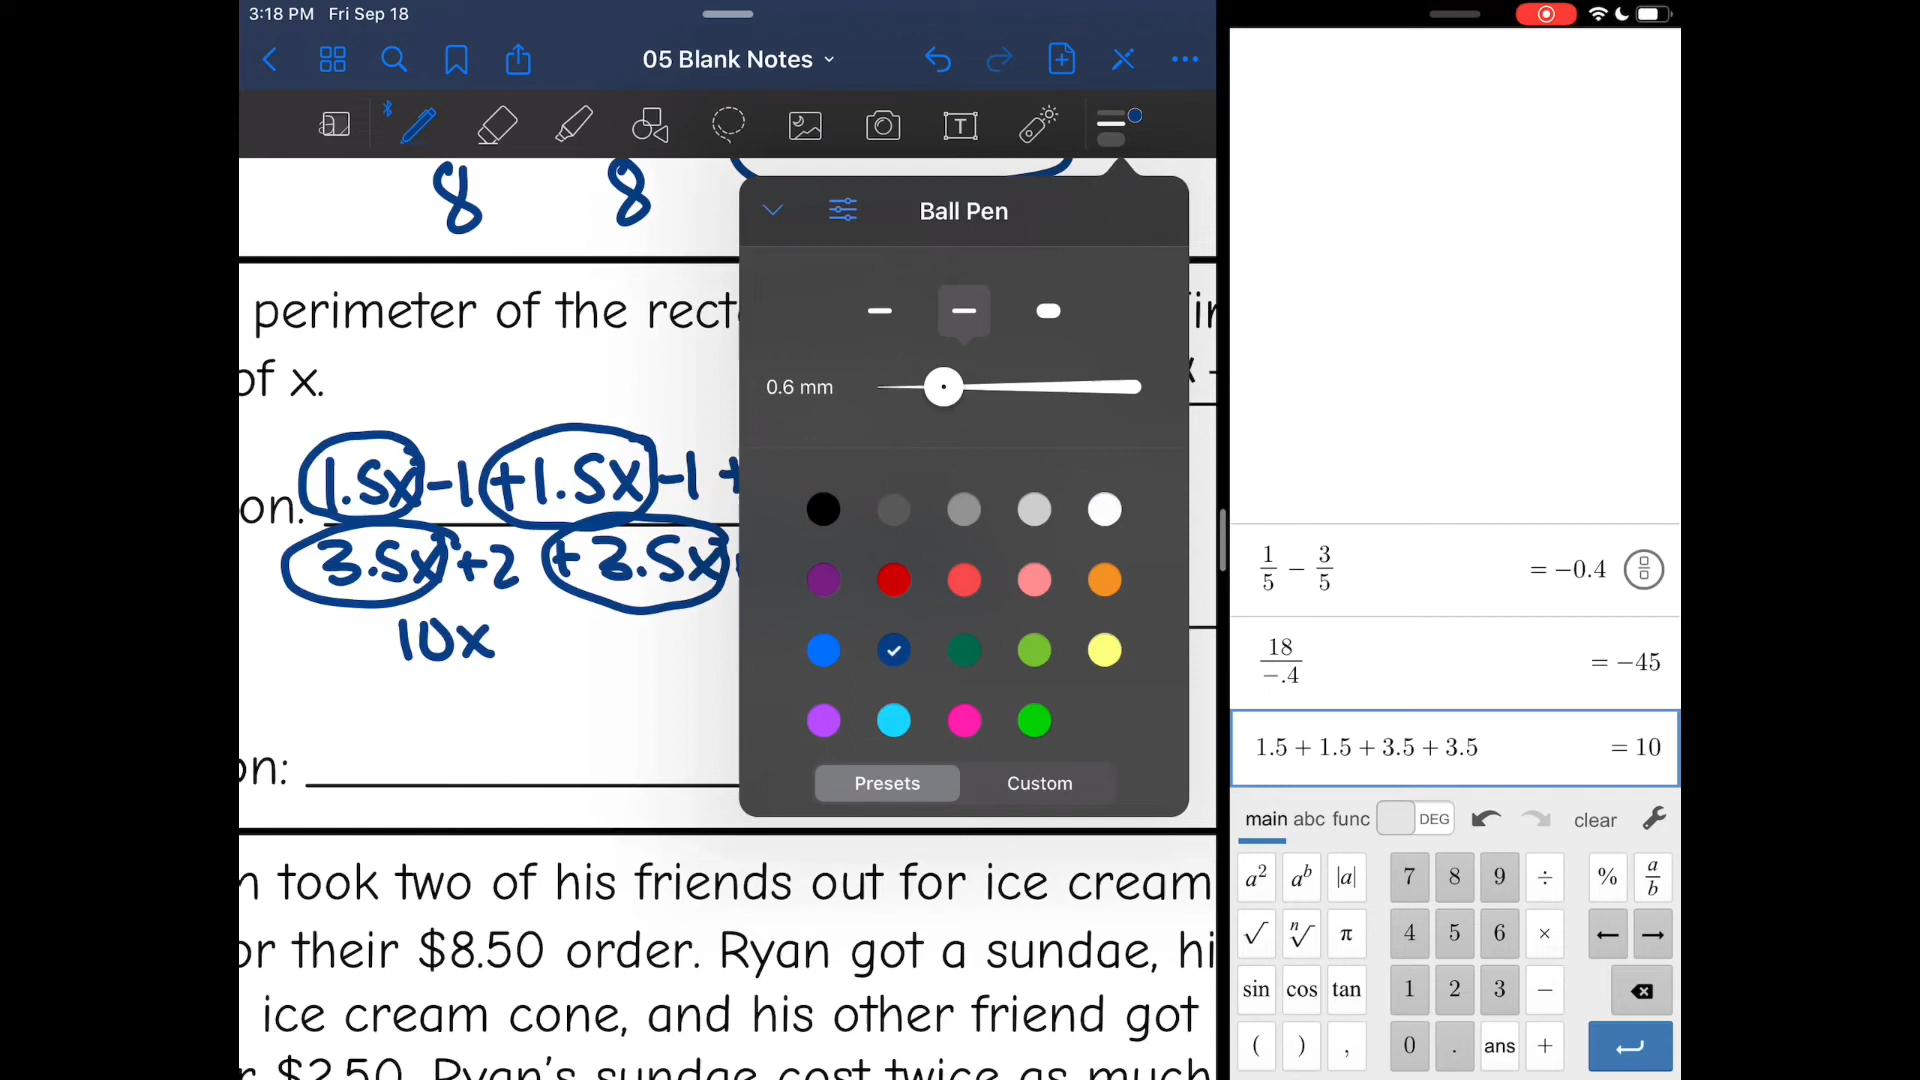 3:18 PM Fri Sep 18
05 Blank Notes
T
8 8
Ball Pen
perimeter of the rect
of x.
0.6 mm
1.5x-1+1.5x-1+
on:
3.5x+2+3.5x
10x
on:
Presets Custom
n took two of his friends out for ice cream
or their $8.50 order. Ryan got a sundae, hi
ice cream cone, and his other friend got
r $2.50. Ryan's sundae cost twice as much
1/5 − 3/5 = −0.4
18/−.4 = −45
1.5 + 1.5 + 3.5 + 3.5 = 10
main abc func DEG clear
a² aᵇ |a| 7 8 9 ÷ % a/b
√ ⁿ√ π 4 5 6 × ← →
sin cos tan 1 2 3 −
( ) , 0 . ans +